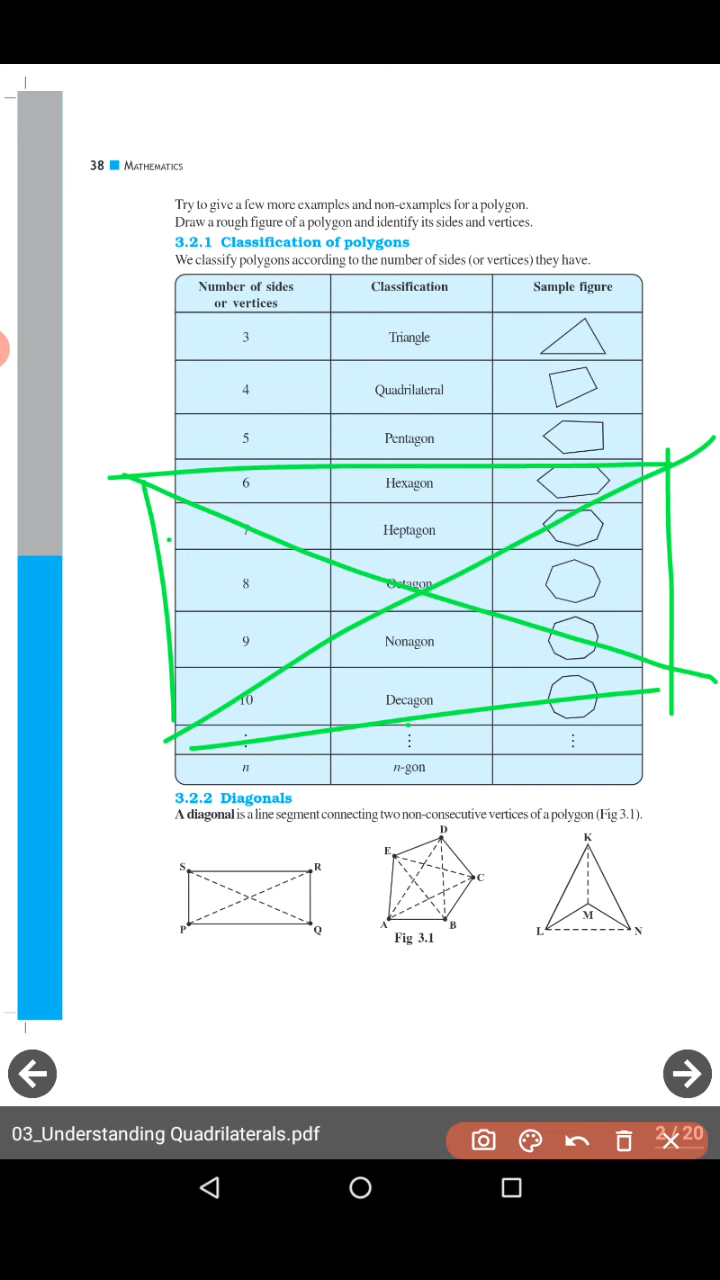 38 MATHEMATICS
Try to give a few more examples and non-examples for a polygon.
Draw a rough figure of a polygon and identify its sides and vertices.
3.2.1 Classification of polygons
We classify polygons according to the number of sides (or vertices) they have.
Number of sides or vertices Classification Sample figure
3 Triangle
4 Quadrilateral
5 Pentagon
6 Hexagon
7 Heptagon
8 Octagon
9 Nonagon
10 Decagon
⋮ ⋮ ⋮
n n-gon
3.2.2 Diagonals
A diagonal is a line segment connecting two non-consecutive vertices of a polygon (Fig 3.1).
S R P Q
D E C A B
K M L N
Fig 3.1
03_Understanding Quadrilaterals.pdf 2/20